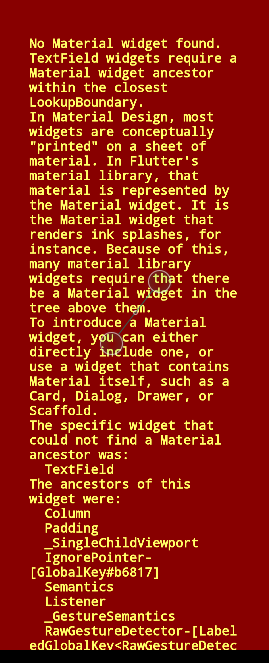 No Material widget found.
TextField widgets require a
Material widget ancestor
within the closest
LookupBoundary.
In Material Design, most
widgets are conceptually
"printed" on a sheet of
material. In Flutter's
material library, that
material is represented by
the Material widget. It is
the Material widget that
renders ink splashes, for
instance. Because of this,
many material library
widgets require that there
be a Material widget in the
tree above them.
To introduce a Material
widget, you can either
directly include one, or
use a widget that contains
Material itself, such as a
Card, Dialog, Drawer, or
Scaffold.
The specific widget that
could not find a Material
ancestor was:
  TextField
The ancestors of this
widget were:
  Column
  Padding
  _SingleChildViewport
  IgnorePointer-
[GlobalKey#b6817]
  Semantics
  Listener
  _GestureSemantics
  RawGestureDetector-[Label
edGlobalKey<RawGestureDetec